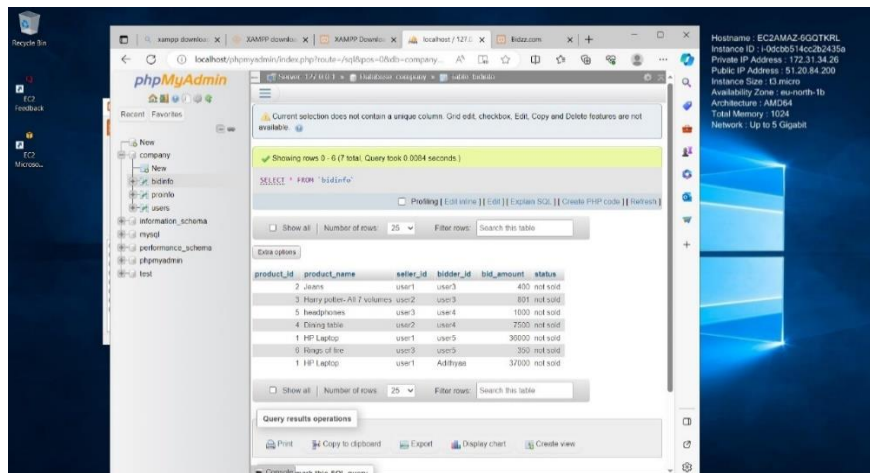 Recycle Bin
EC2
Feedback
EC2
Microso...
xampp downloa
XAMPP downloa
XAMPP Downlo
localhost / 127.0
Bidzz.com
localhost/phpmyadmin/index.php?route=/sql&pos=0&db=company...
phpMyAdmin
Recent Favorites
New
company
New
bidinfo
proinfo
users
information_schema
mysql
performance_schema
phpmyadmin
test
Server: 127.0.0.1 » Database: company » Table: bidinfo
Current selection does not contain a unique column. Grid edit, checkbox, Edit, Copy and Delete features are not
available.
Showing rows 0 - 6 (7 total, Query took 0.0084 seconds.)
SELECT * FROM `bidinfo`
Profiling [ Edit inline ] [ Edit ] [ Explain SQL ] [ Create PHP code ] [ Refresh ]
Show all | Number of rows: 25 Filter rows: Search this table
Extra options
product_id product_name seller_id bidder_id bid_amount status
2 Jeans user1 user3 400 not sold
3 Harry potter- All 7 volumes user2 user3 801 not sold
5 headphones user3 user4 1000 not sold
4 Dining table user2 user4 7500 not sold
1 HP Laptop user1 user5 36000 not sold
6 Rings of fire user3 user5 350 not sold
1 HP Laptop user1 Adithyaa 37000 not sold
Show all | Number of rows: 25 Filter rows: Search this table
Query results operations
Print Copy to clipboard Export Display chart Create view
Console
Hostname : EC2AMAZ-6GQTKRL
Instance ID : i-0dcbb514cc2b2435a
Private IP Address : 172.31.34.26
Public IP Address : 51.20.84.200
Instance Size : t3.micro
Availability Zone : eu-north-1b
Architecture : AMD64
Total Memory : 1024
Network : Up to 5 Gigabit